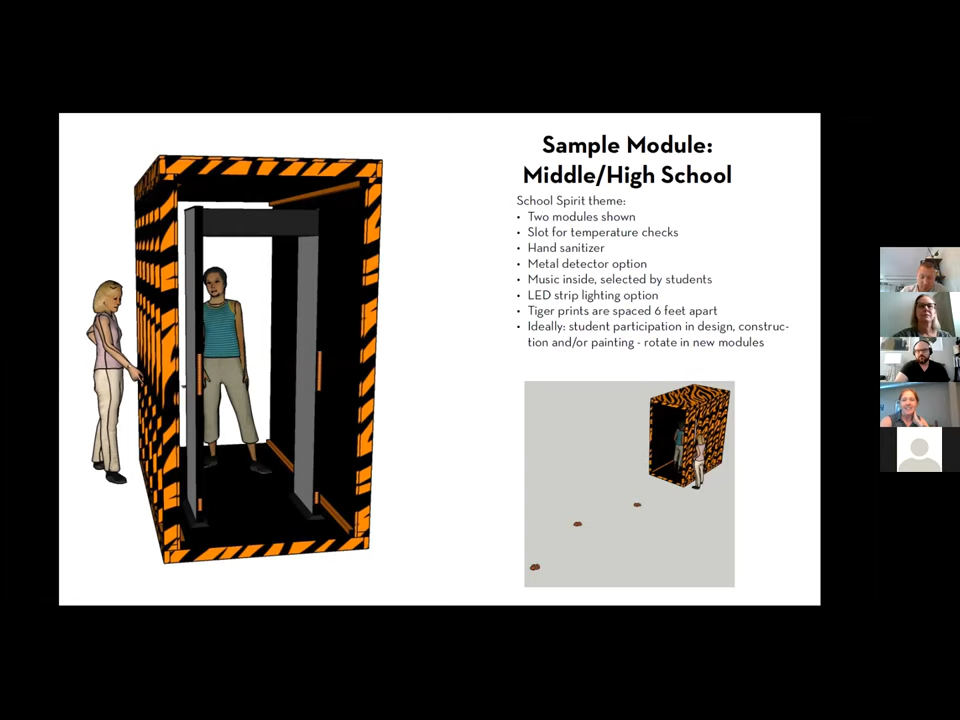 Sample Module:
Middle/High School
School Spirit theme:
• Two modules shown
• Slot for temperature checks
• Hand sanitizer
• Metal detector option
• Music inside, selected by students
• LED strip lighting option
• Tiger prints are spaced 6 feet apart
• Ideally: student participation in design, construc-
tion and/or painting - rotate in new modules